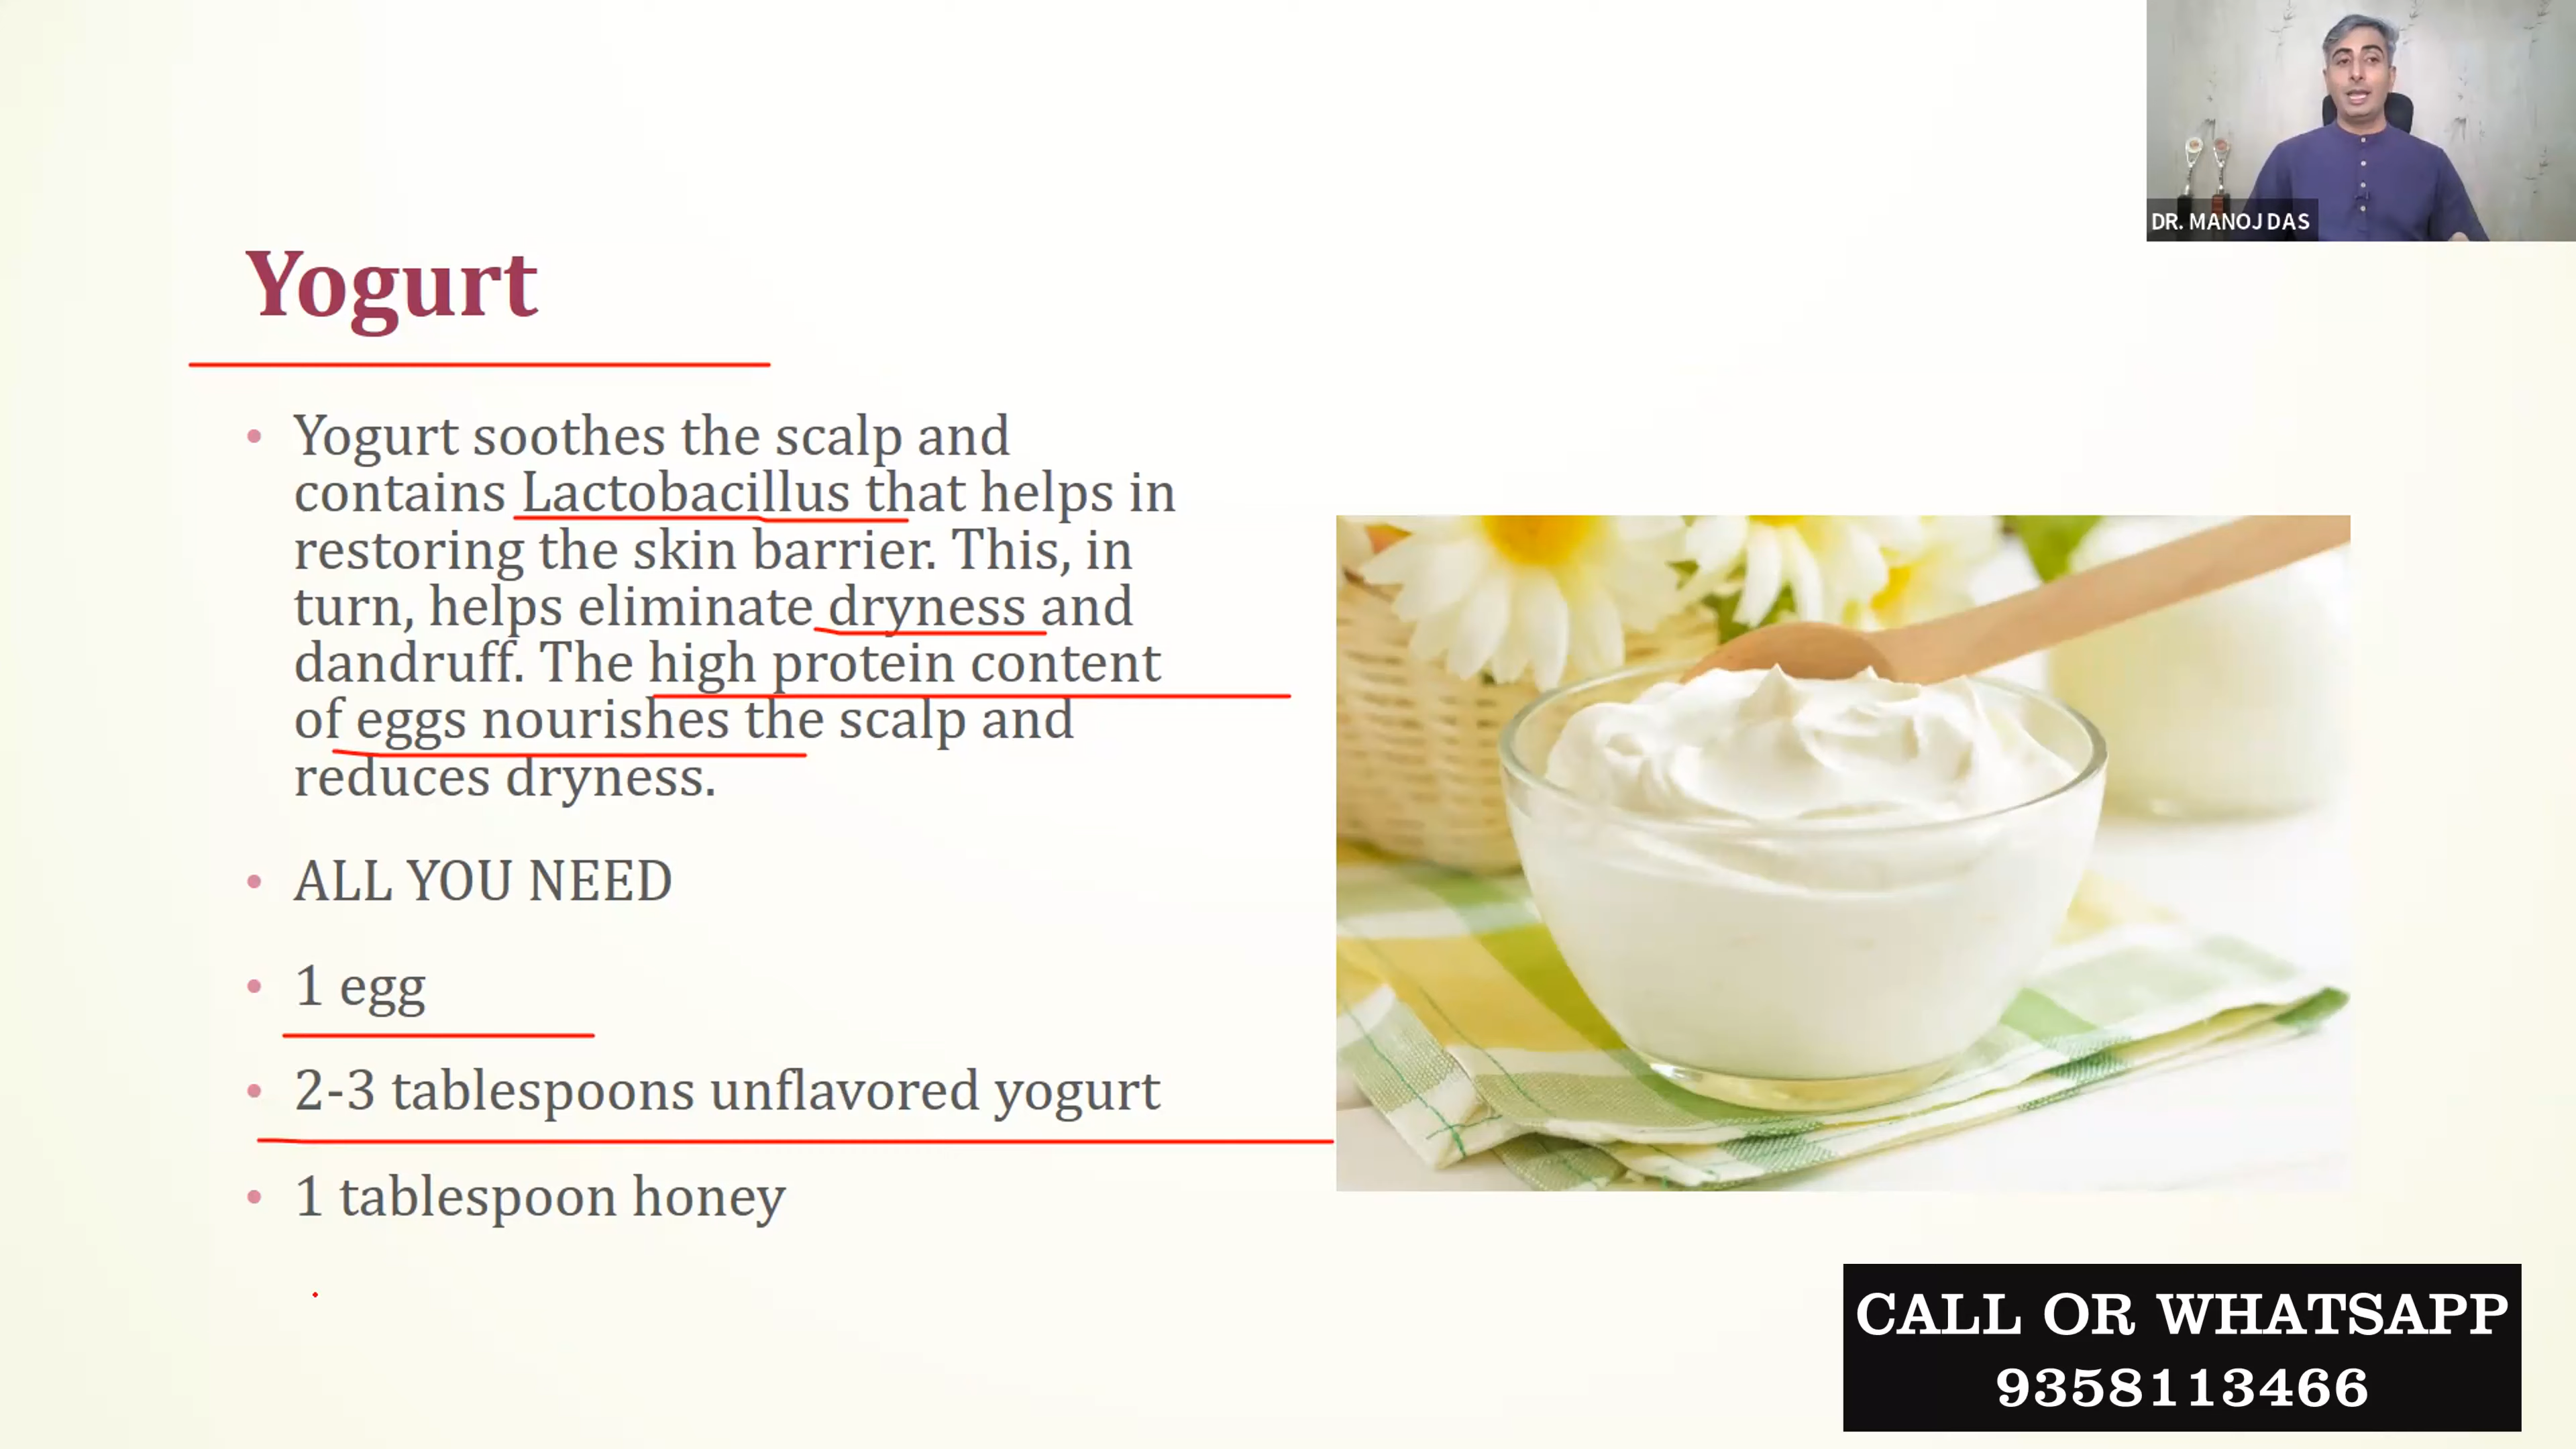 DR. MANOJ DAS
Yogurt
• Yogurt soothes the scalp and
contains Lactobacillus that helps in
restoring the skin barrier. This, in
turn, helps eliminate dryness and
dandruff. The high protein content
of eggs nourishes the scalp and
reduces dryness.
• ALL YOU NEED
• 1 egg
• 2-3 tablespoons unflavored yogurt
• 1 tablespoon honey
CALL OR WHATSAPP
9358113466